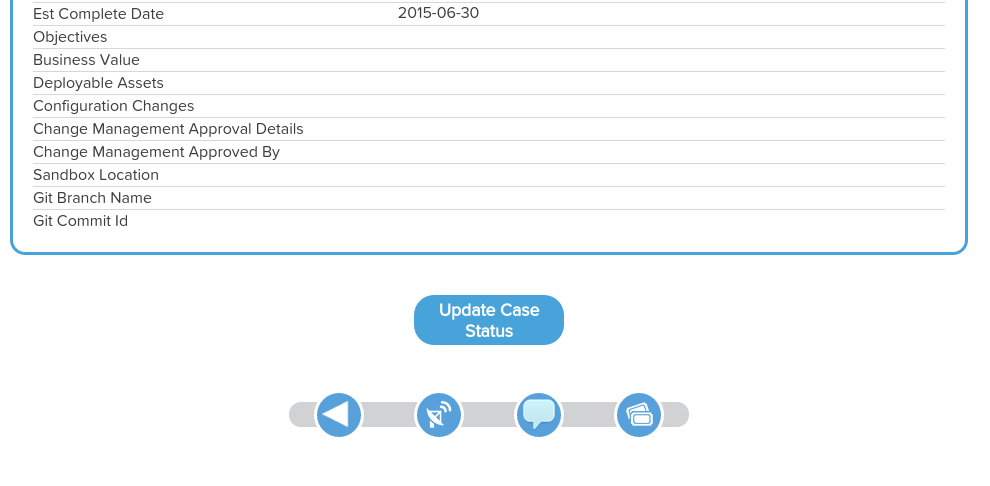 Est Complete Date 2015-06-30
Objectives
Business Value
Deployable Assets
Configuration Changes
Change Management Approval Details
Change Management Approved By
Sandbox Location
Git Branch Name
Git Commit Id
Update Case
Status